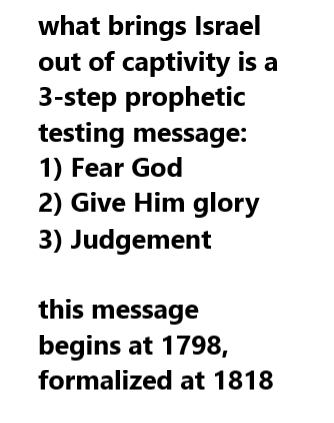 what brings Israel
out of captivity is a
3-step prophetic
testing message:
1) Fear God
2) Give Him glory
3) Judgement
this message
begins at 1798,
formalized at 1818